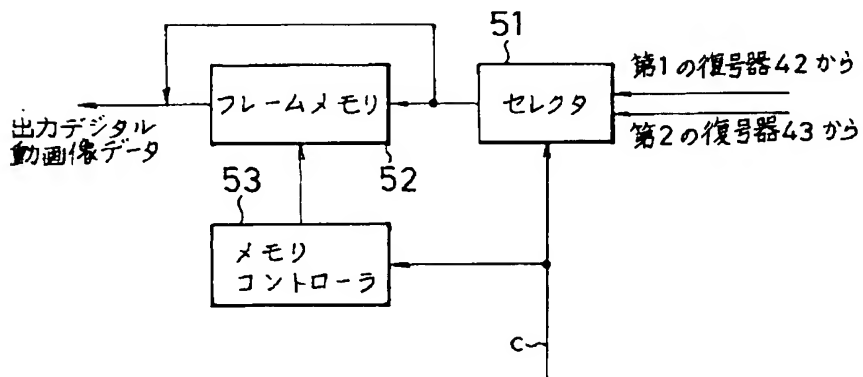 51
第1の復号器42から
セレクタ
第2の復号器43から
フレームメモリ
出力デジタル
動画像データ
52
53
メモリ
コントローラ
C